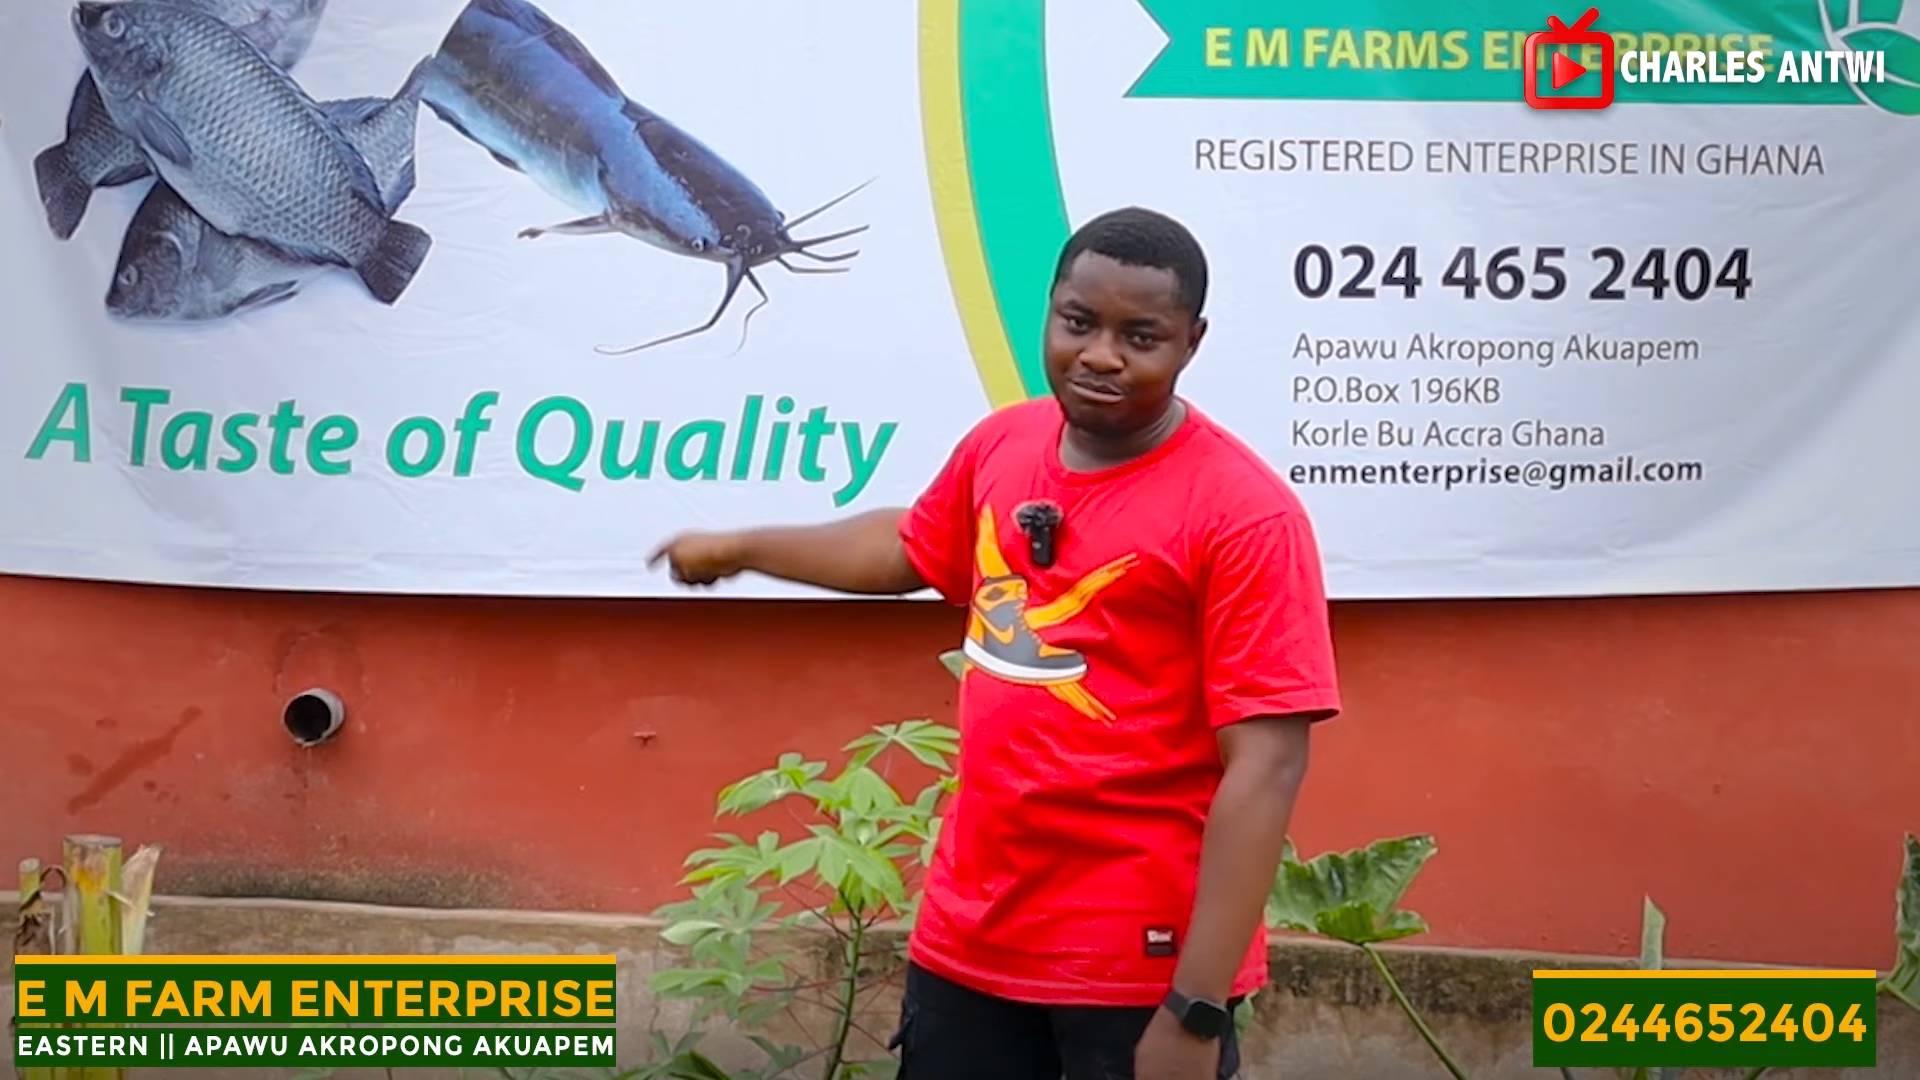 E M FARMS ENTERPRISE
CHARLES ANTWI
REGISTERED ENTERPRISE IN GHANA
024 465 2404
Apawu Akropong Akuapem
P.O.Box 196KB
Korle Bu Accra Ghana
enmenterprise@gmail.com
A Taste of Quality
E M FARM ENTERPRISE
EASTERN || APAWU AKROPONG AKUAPEM
0244652404